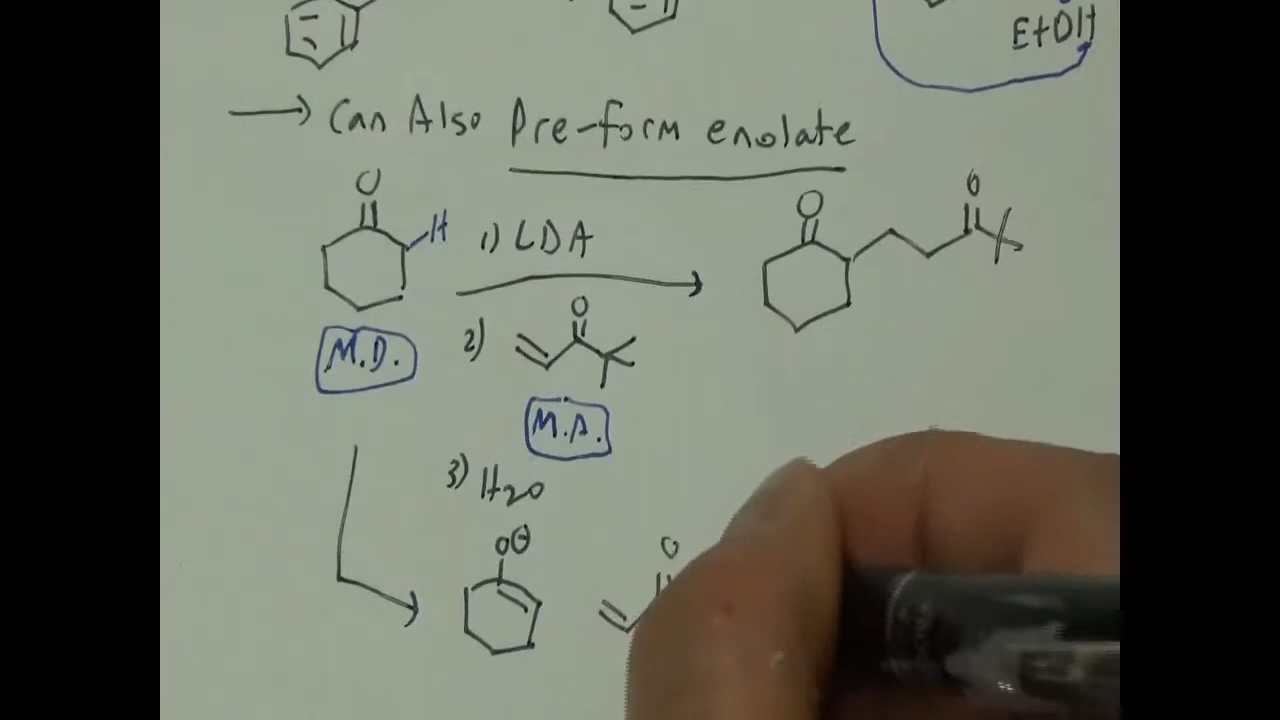 EtOH
→ Can Also Pre-form enolate
O
H
1) LDA
O
O
2)
O
M.D.
M.A.
3) H2O
O⊖
O